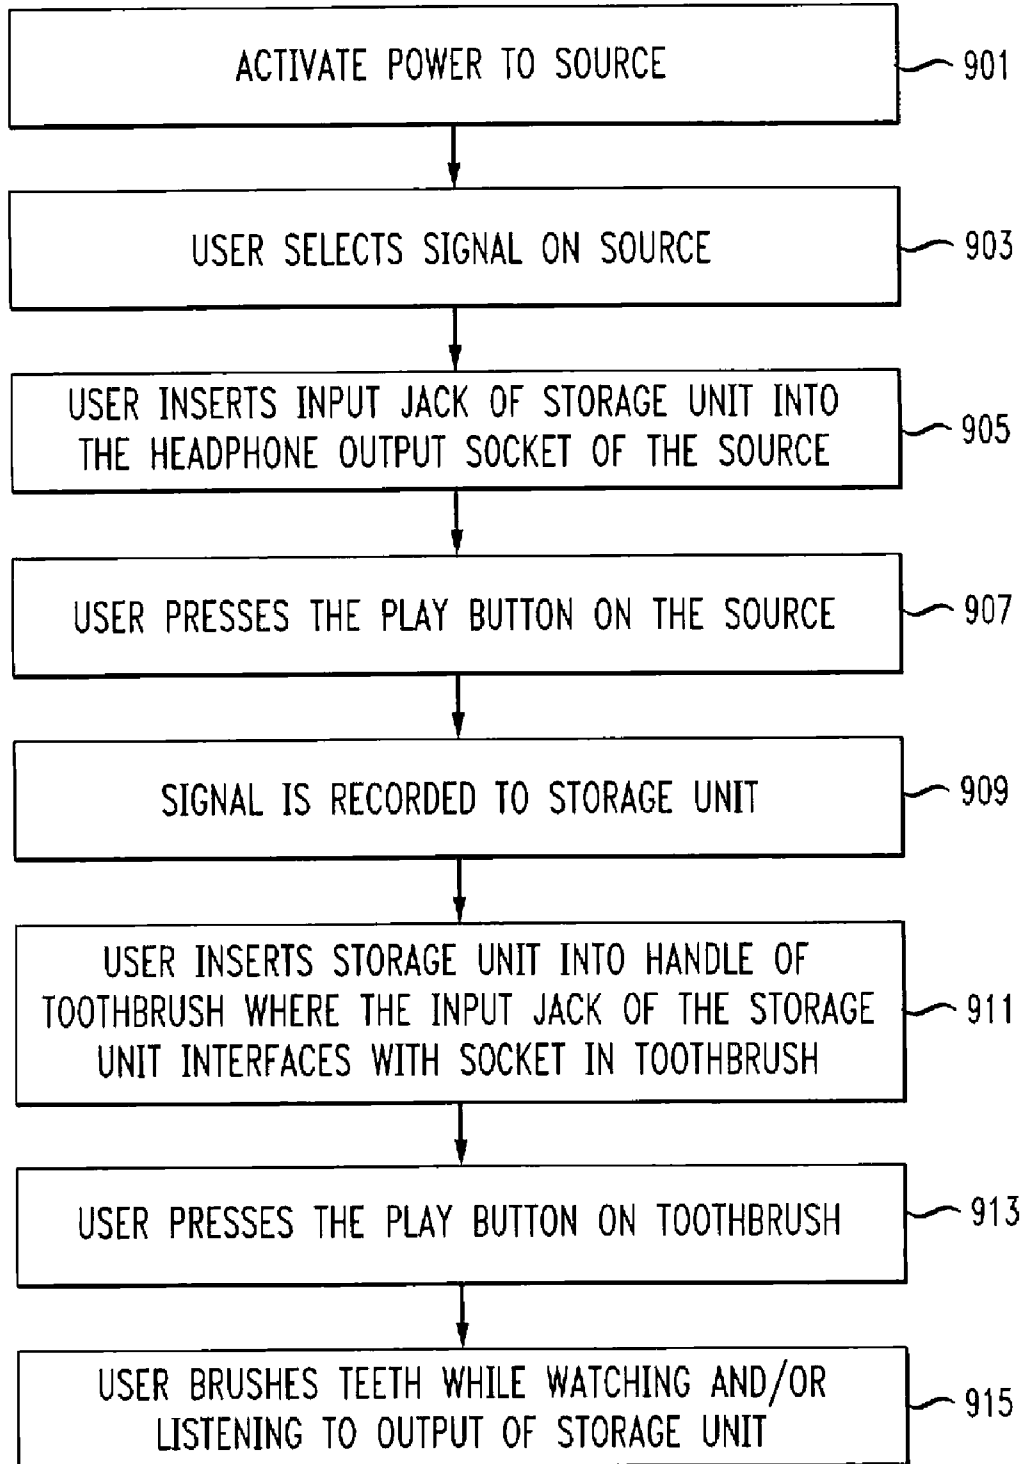 ACTIVATE POWER TO SOURCE
901
USER SELECTS SIGNAL ON SOURCE
903
USER INSERTS INPUT JACK OF STORAGE UNIT INTO
THE HEADPHONE OUTPUT SOCKET OF THE SOURCE
905
USER PRESSES THE PLAY BUTTON ON THE SOURCE
907
SIGNAL IS RECORDED TO STORAGE UNIT
909
USER INSERTS STORAGE UNIT INTO HANDLE OF
TOOTHBRUSH WHERE THE INPUT JACK OF THE STORAGE
UNIT INTERFACES WITH SOCKET IN TOOTHBRUSH
911
USER PRESSES THE PLAY BUTTON ON TOOTHBRUSH
913
USER BRUSHES TEETH WHILE WATCHING AND/OR
LISTENING TO OUTPUT OF STORAGE UNIT
915